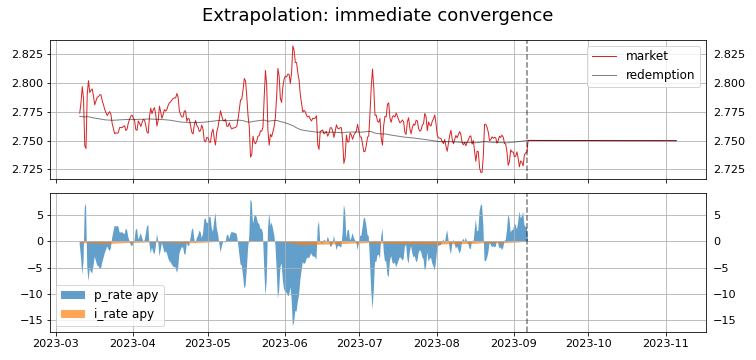 Extrapolation: immediate convergence
2.825 2.825
2.800 2.800
2.775 2.775
2.750 2.750
2.725 2.725
market
redemption
5 5
0 0
−5 −5
−10 −10
−15 −15
p_rate apy
i_rate apy
2023-03 2023-04 2023-05 2023-06 2023-07 2023-08 2023-09 2023-10 2023-11